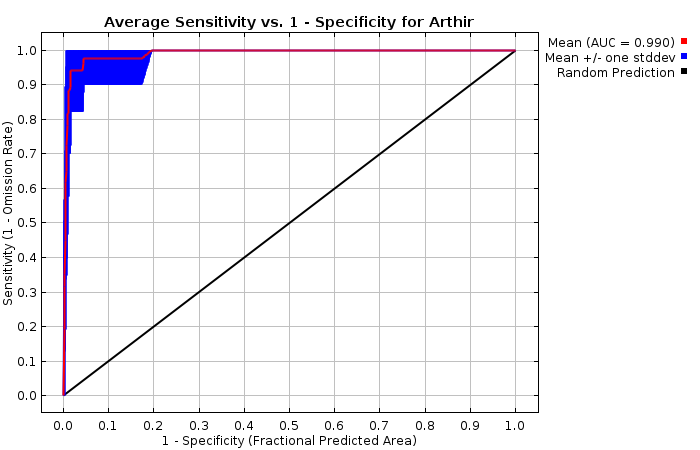 Average Sensitivity vs. 1 - Specificity for Arthir
Mean (AUC = 0.990)
Mean +/- one stddev
Random Prediction
Sensitivity (1 - Omission Rate)
1.0
0.9
0.8
0.7
0.6
0.5
0.4
0.3
0.2
0.1
0.0
0.0 0.1 0.2 0.3 0.4 0.5 0.6 0.7 0.8 0.9 1.0
1 - Specificity (Fractional Predicted Area)